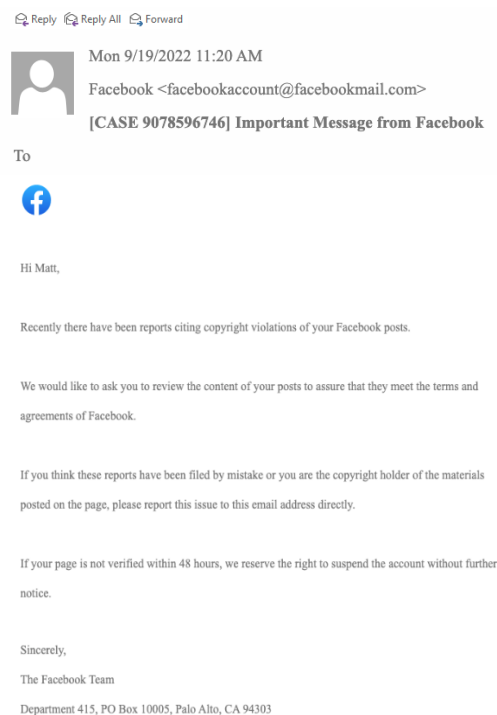 Reply Reply All Forward
Mon 9/19/2022 11:20 AM
Facebook <facebookaccount@facebookmail.com>
[CASE 9078596746] Important Message from Facebook
To
Hi Matt,
Recently there have been reports citing copyright violations of your Facebook posts.
We would like to ask you to review the content of your posts to assure that they meet the terms and
agreements of Facebook.
If you think these reports have been filed by mistake or you are the copyright holder of the materials
posted on the page, please report this issue to this email address directly.
If your page is not verified within 48 hours, we reserve the right to suspend the account without further
notice.
Sincerely,
The Facebook Team
Department 415, PO Box 10005, Palo Alto, CA 94303